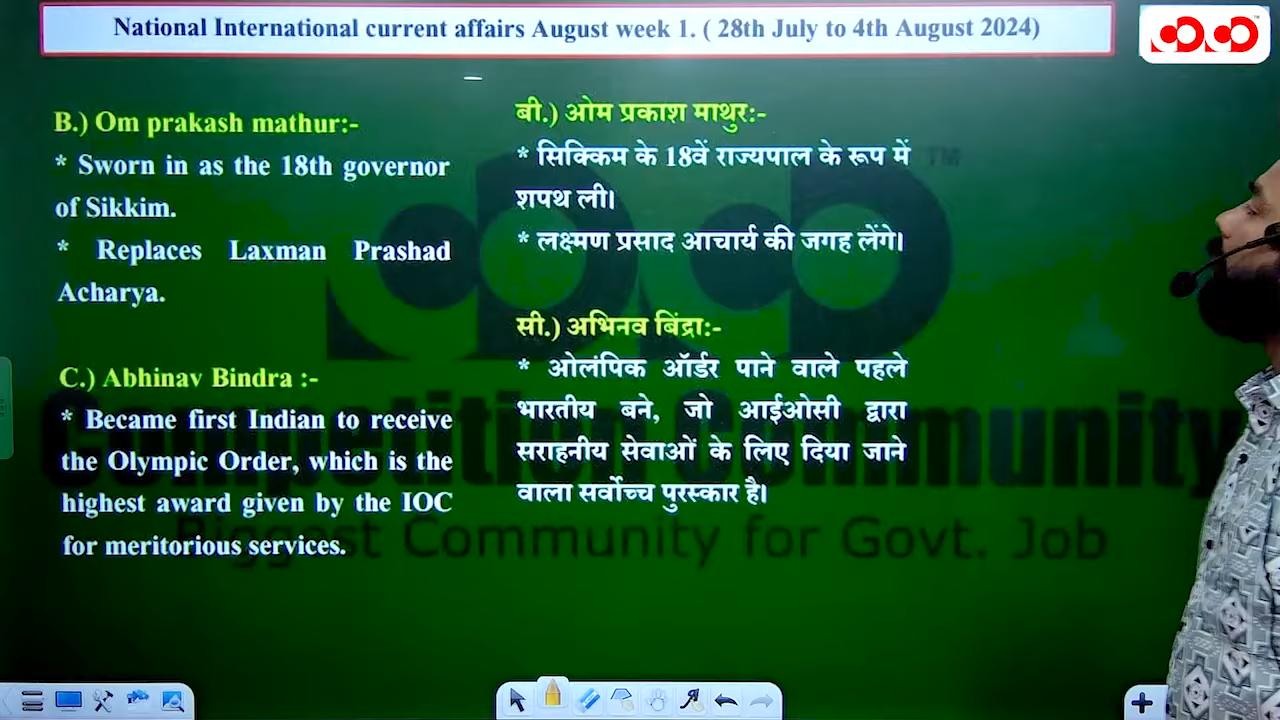 National International current affairs August week 1. ( 28th July to 4th August 2024)
TM
B.) Om prakash mathur:-
* Sworn in as the 18th governor
of Sikkim.
* Replaces Laxman Prashad
Acharya.
C.) Abhinav Bindra :-
* Became first Indian to receive
the Olympic Order, which is the
highest award given by the IOC
for meritorious services.
बी.) ओम प्रकाश माथुर:-
* सिक्किम के 18वें राज्यपाल के रूप में
शपथ ली।
* लक्ष्मण प्रसाद आचार्य की जगह लेंगे।
सी.) अभिनव बिंद्रा:-
* ओलंपिक ऑर्डर पाने वाले पहले
भारतीय बने, जो आईओसी द्वारा
सराहनीय सेवाओं के लिए दिया जाने
वाला सर्वोच्च पुरस्कार है।
Competition Community
Biggest Community for Govt. Job